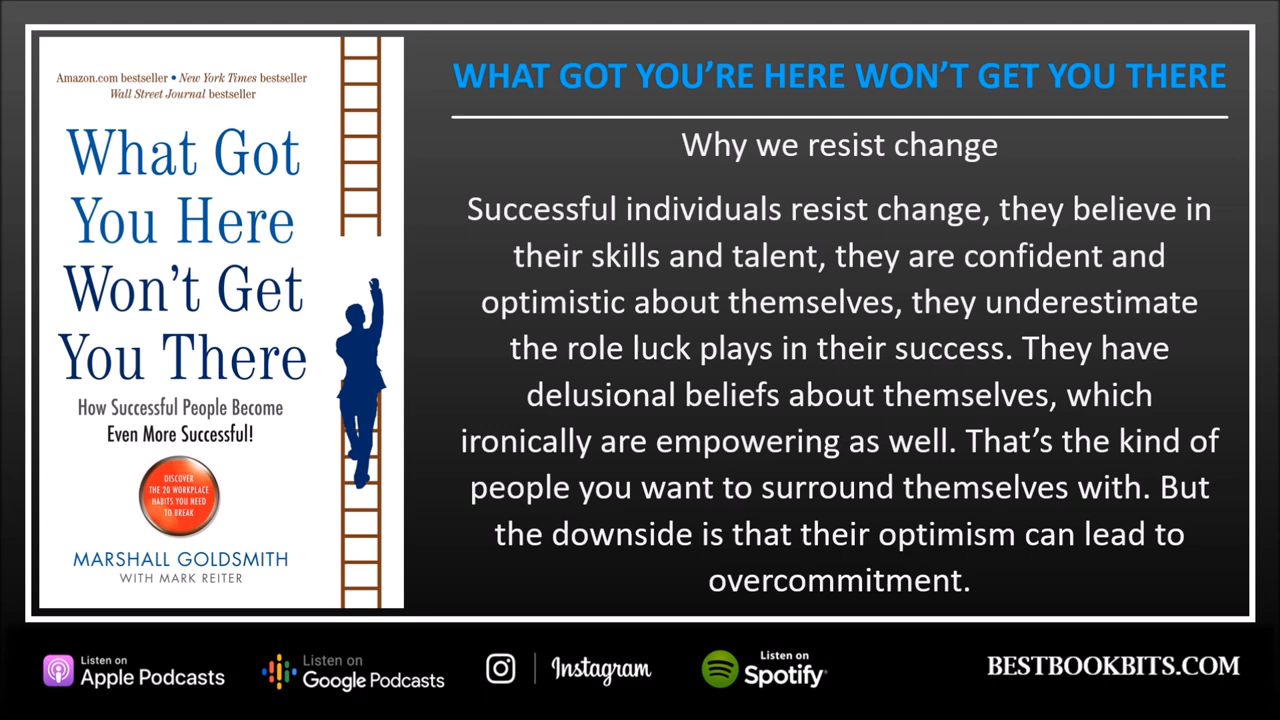 Amazon.com bestseller • New York Times bestseller
Wall Street Journal bestseller
What Got
You Here
Won't Get
You There
How Successful People Become
Even More Successful!
DISCOVER
THE 20 WORKPLACE
HABITS YOU NEED
TO BREAK
MARSHALL GOLDSMITH
WITH MARK REITER
WHAT GOT YOU'RE HERE WON'T GET YOU THERE
Why we resist change
Successful individuals resist change, they believe in
their skills and talent, they are confident and
optimistic about themselves, they underestimate
the role luck plays in their success. They have
delusional beliefs about themselves, which
ironically are empowering as well. That's the kind of
people you want to surround themselves with. But
the downside is that their optimism can lead to
overcommitment.
Listen on
Apple Podcasts
Listen on
Google Podcasts
Instagram
Listen on
Spotify
BESTBOOKBITS.COM